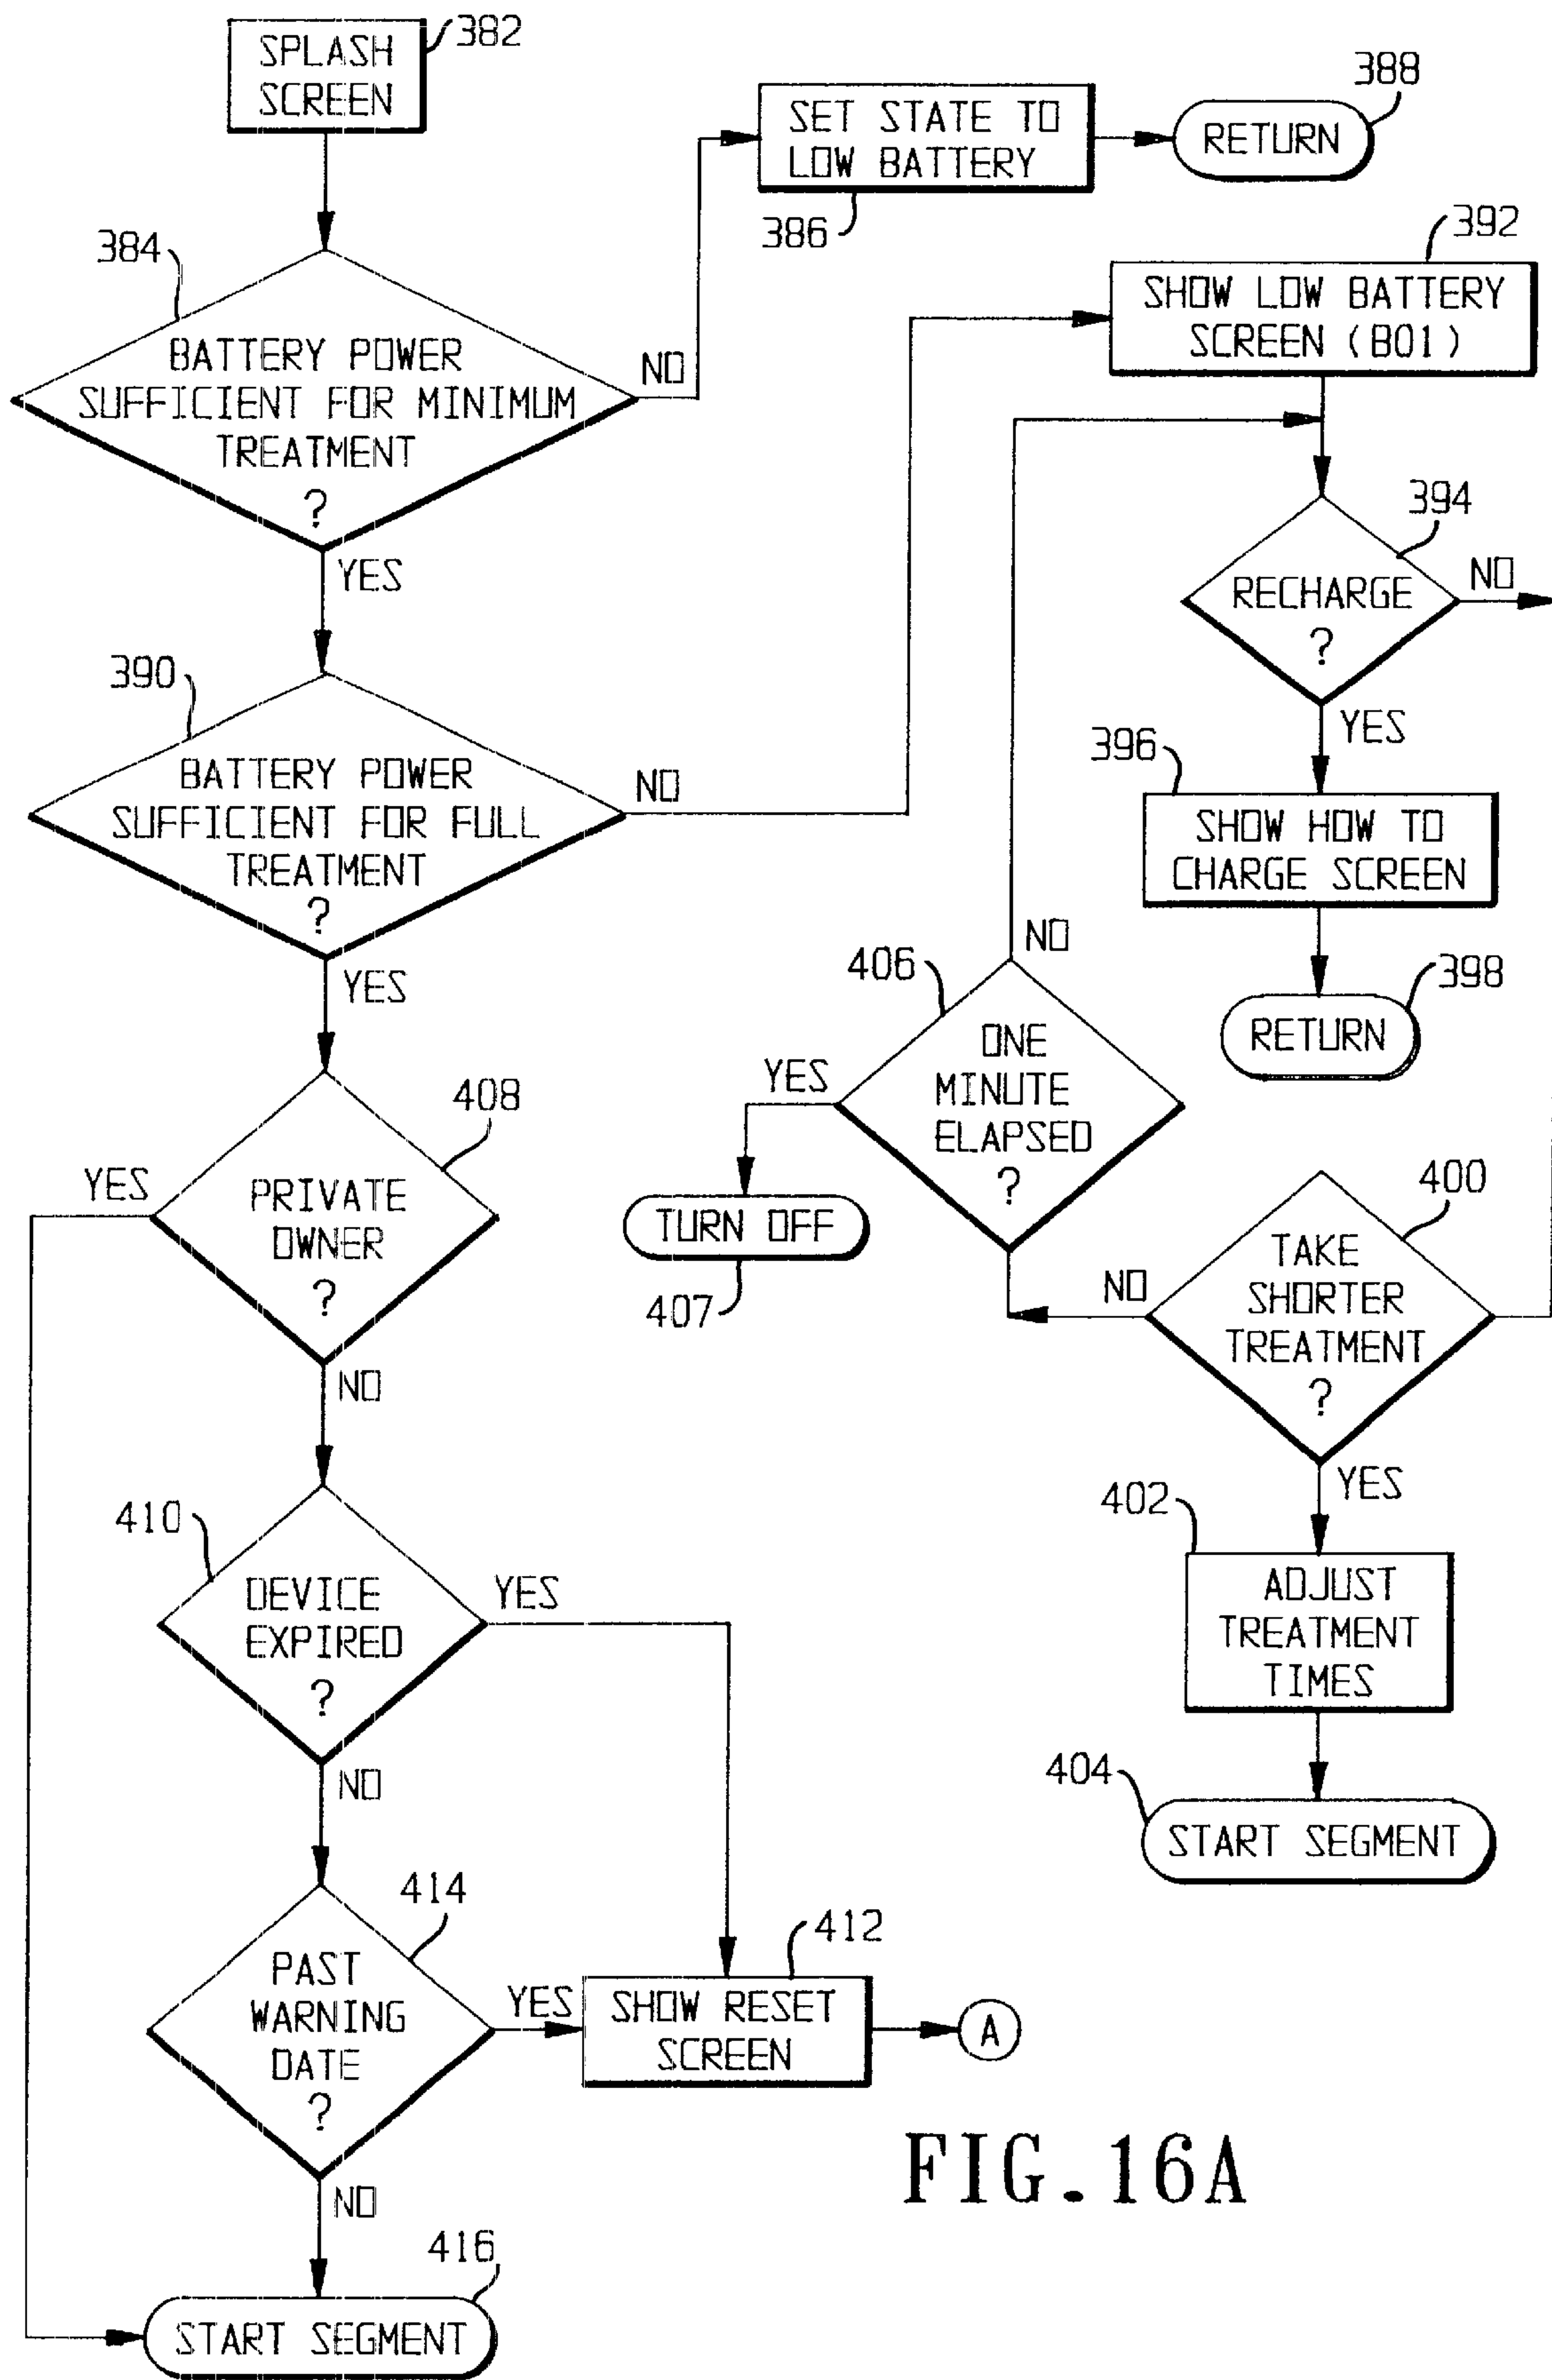 SPLASH
SCREEN
382
SET STATE TO
LOW BATTERY
386
RETURN
388
384
BATTERY POWER
SUFFICIENT FOR MINIMUM
TREATMENT
?
NO
YES
392
SHOW LOW BATTERY
SCREEN (B01)
394
RECHARGE
?
NO
YES
390
BATTERY POWER
SUFFICIENT FOR FULL
TREATMENT
?
NO
YES
396
SHOW HOW TO
CHARGE SCREEN
398
RETURN
406
ONE
MINUTE
ELAPSED
?
NO
YES
TURN OFF
407
408
PRIVATE
OWNER
?
YES
NO
400
TAKE
SHORTER
TREATMENT
?
NO
YES
402
ADJUST
TREATMENT
TIMES
404
START SEGMENT
410
DEVICE
EXPIRED
?
YES
NO
414
PAST
WARNING
DATE
?
YES
NO
412
SHOW RESET
SCREEN
A
416
START SEGMENT
FIG.16A